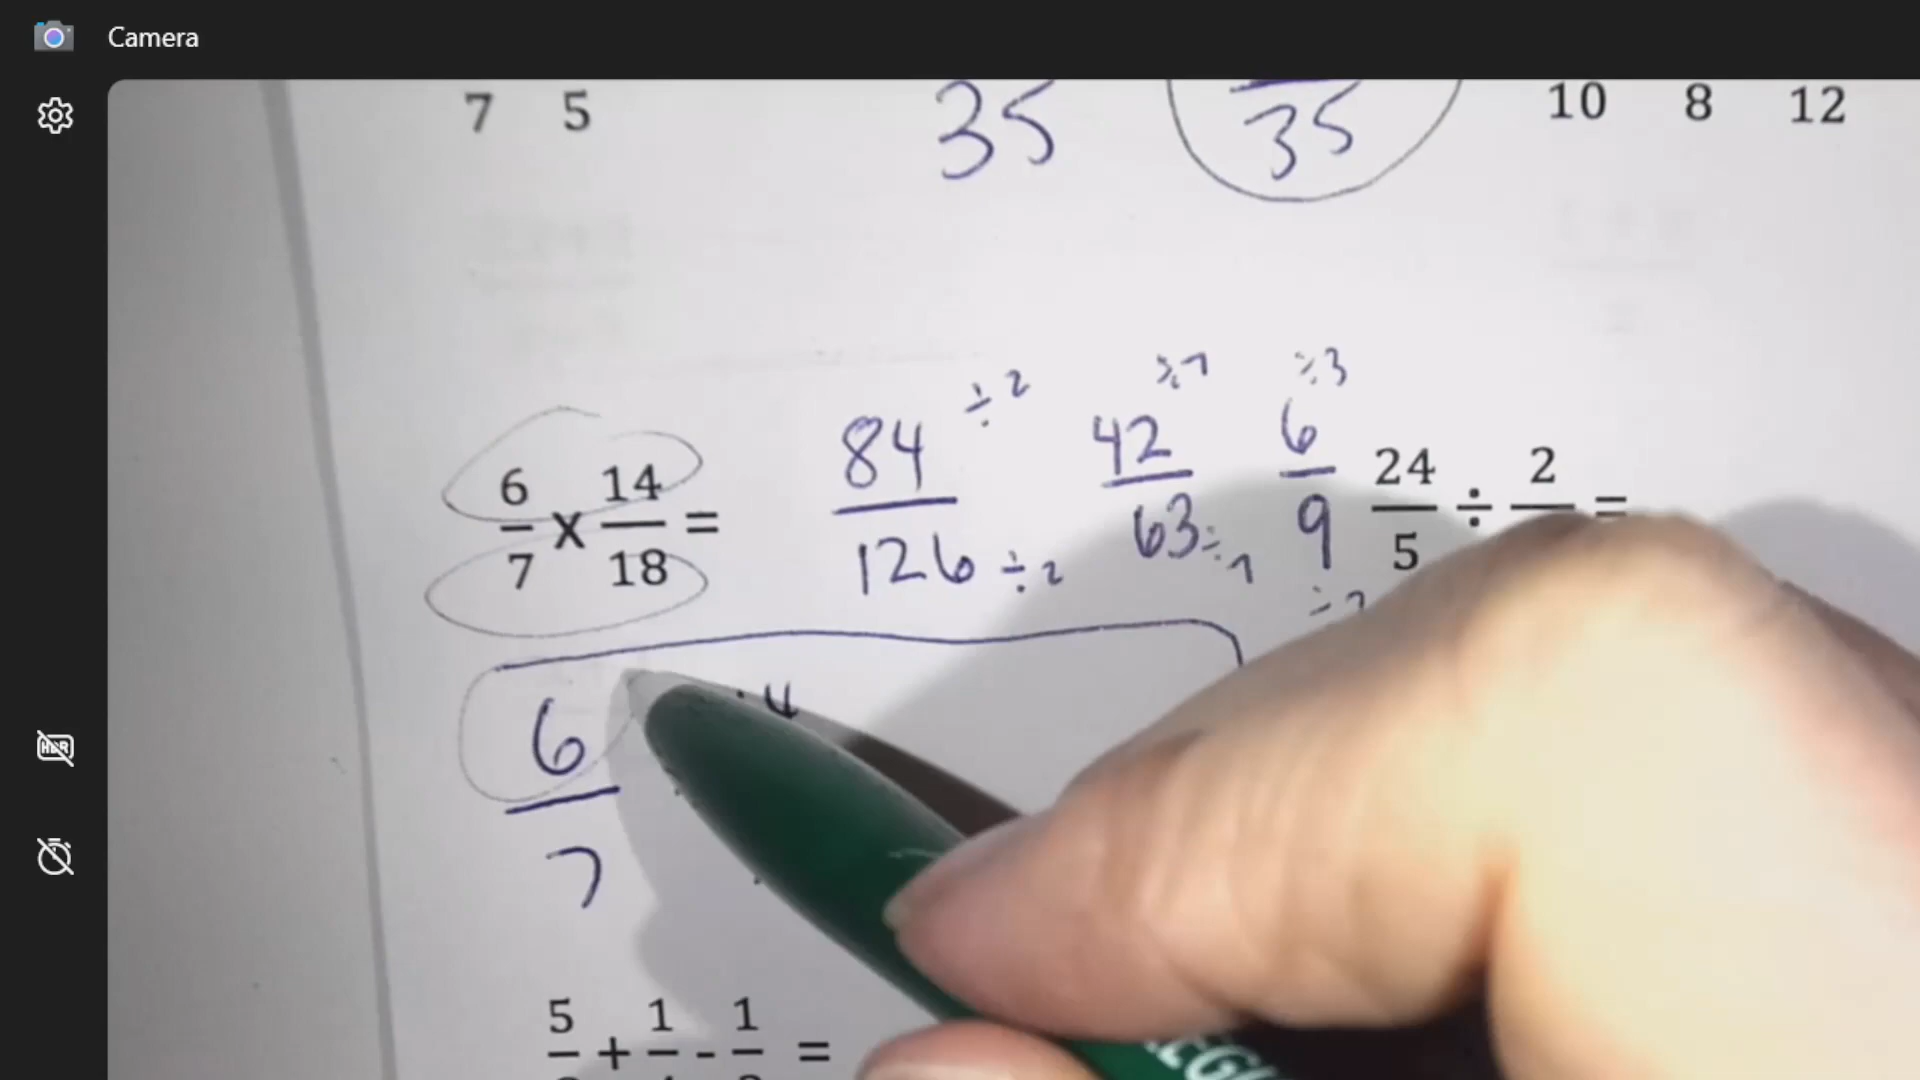 Camera
7 5 35 35 10 8 12
6/7 x 14/18 = 84/126 ÷2 ÷2 42/63 ÷7 ÷7 6/9 ÷3 24/5 ÷ 2 =
6/7 4
5 + 1 - 1 =